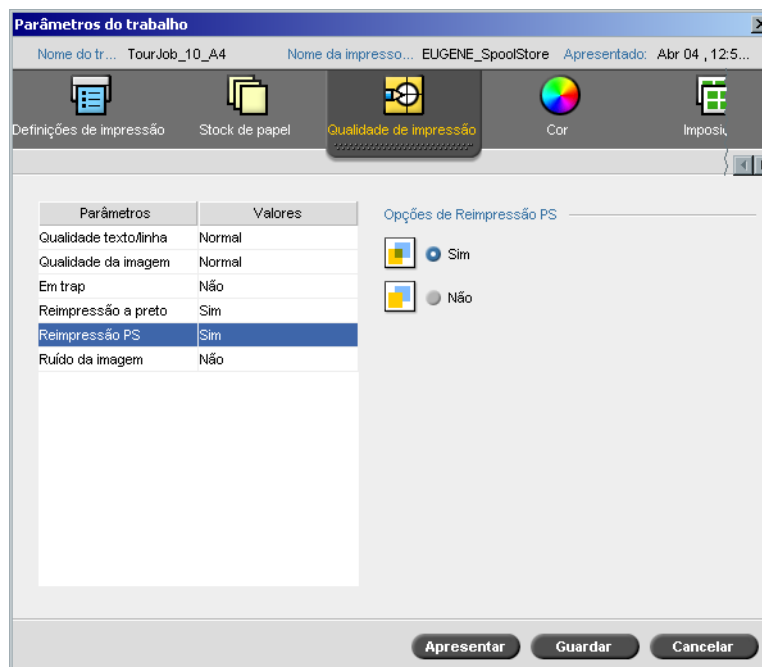 Parâmetros do trabalho
Nome do tr... TourJob_10_A4 Nome da impresso... EUGENE_SpoolStore Apresentado: Abr 04 , 12:5...
Definições de impressão Stock de papel Qualidade de impressão Cor Imposi
Parâmetros Valores
Qualidade texto/linha Normal
Qualidade da imagem Normal
Em trap Não
Reimpressão a preto Sim
Reimpressão PS Sim
Ruído da imagem Não
Opções de Reimpressão PS
Sim
Não
Apresentar Guardar Cancelar